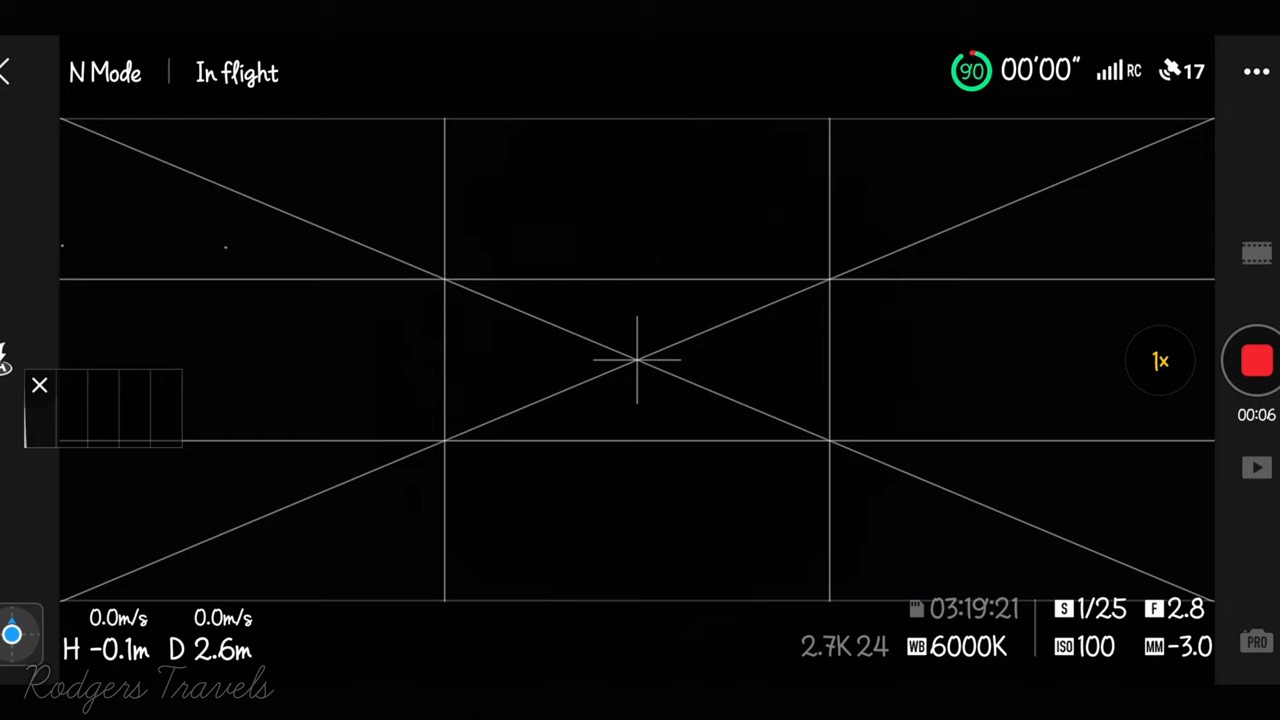 N Mode | In flight
90 00'00" RC 17
1x
00:06
0.0m/s 0.0m/s
H -0.1m D 2.6m
03:19:21
2.7K 24 WB 6000K
S 1/25 F 2.8
ISO 100 MM -3.0
PRO
Rodgers Travels